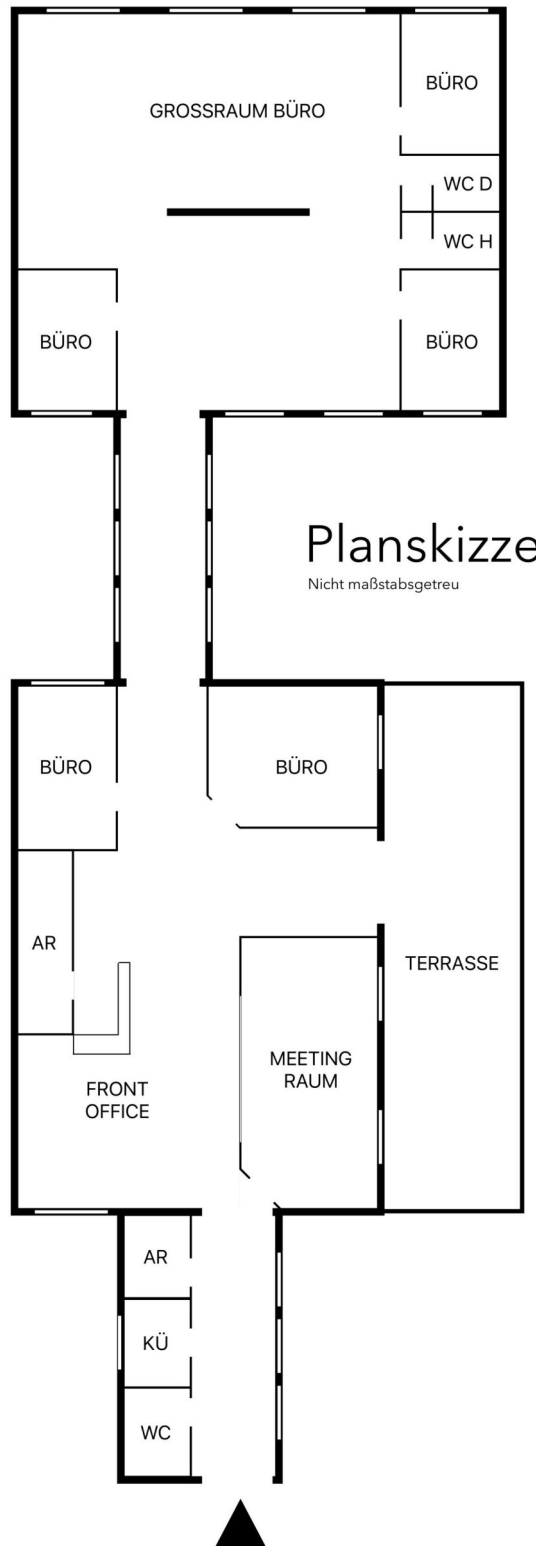 BÜRO
GROSSRAUM BÜRO
WC D
WC H
BÜRO
BÜRO
Planskizze
Nicht maßstabsgetreu
BÜRO
BÜRO
AR
TERRASSE
MEETING
RAUM
FRONT
OFFICE
AR
KÜ
WC